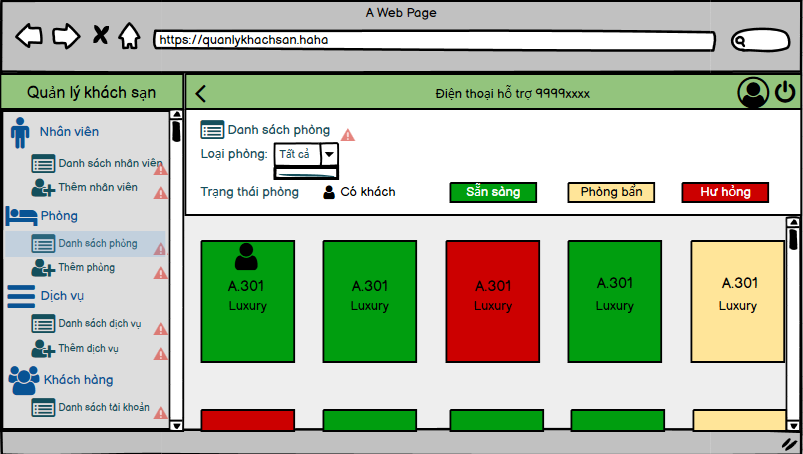 A Web Page
https://quanlykhachsan.haha
Quản lý khách sạn
Điện thoại hỗ trợ 9999xxxx
Nhân viên
Danh sách nhân viên
Thêm nhân viên
Phòng
Danh sách phòng
Thêm phòng
Dịch vụ
Danh sách dịch vụ
Thêm dịch vụ
Khách hàng
Danh sách tài khoản
Danh sách phòng
Loại phòng: Tất cả
Trạng thái phòng Có khách Sẵn sàng Phòng bẩn Hư hỏng
A.301 A.301 A.301 A.301 A.301
Luxury Luxury Luxury Luxury Luxury